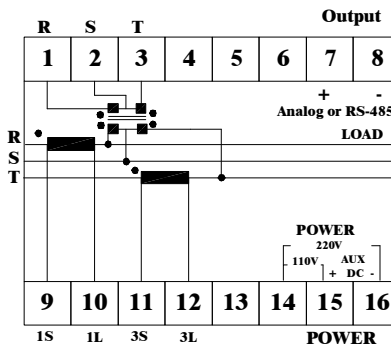 Output
R S T
1 2 3 4 5 6 7 8
+ -
Analog or RS-485
R LOAD
S
T
POWER
220V
110V AUX
+ DC -
9 10 11 12 13 14 15 16
1S 1L 3S 3L POWER